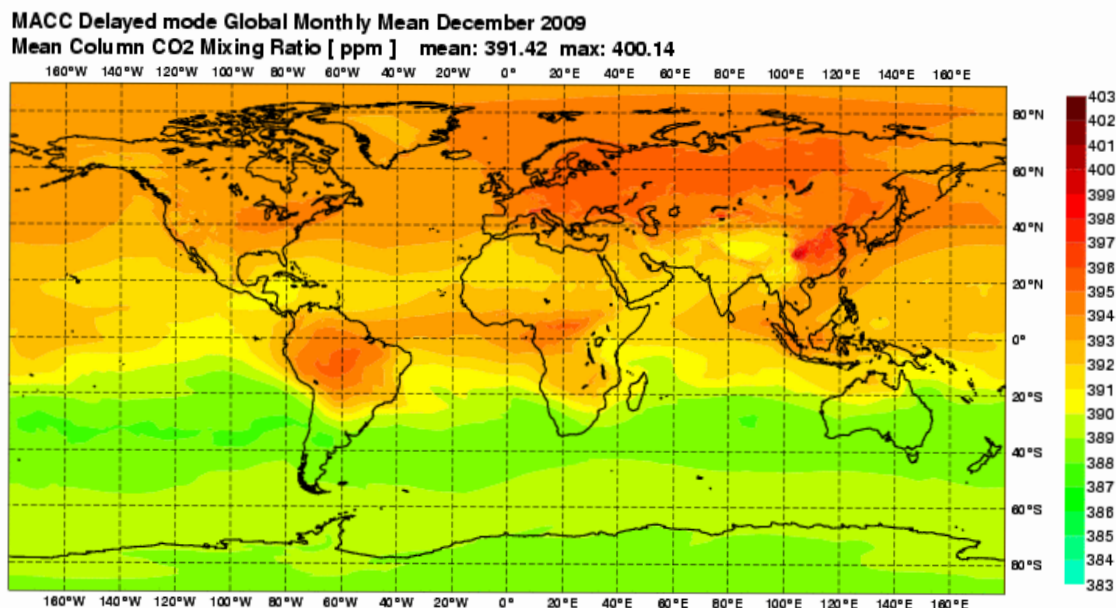 MACC Delayed mode Global Monthly Mean December 2009
Mean Column CO2 Mixing Ratio [ ppm ] mean: 391.42 max: 400.14
160°W 140°W 120°W 100°W 80°W 60°W 40°W 20°W 0° 20°E 40°E 60°E 80°E 100°E 120°E 140°E 160°E
80°N
60°N
40°N
20°N
0°
20°S
40°S
60°S
80°S
403
402
401
400
399
398
397
396
395
394
393
392
391
390
389
388
387
386
385
384
383
160°W 140°W 120°W 100°W 80°W 60°W 40°W 20°W 0° 20°E 40°E 60°E 80°E 100°E 120°E 140°E 160°E